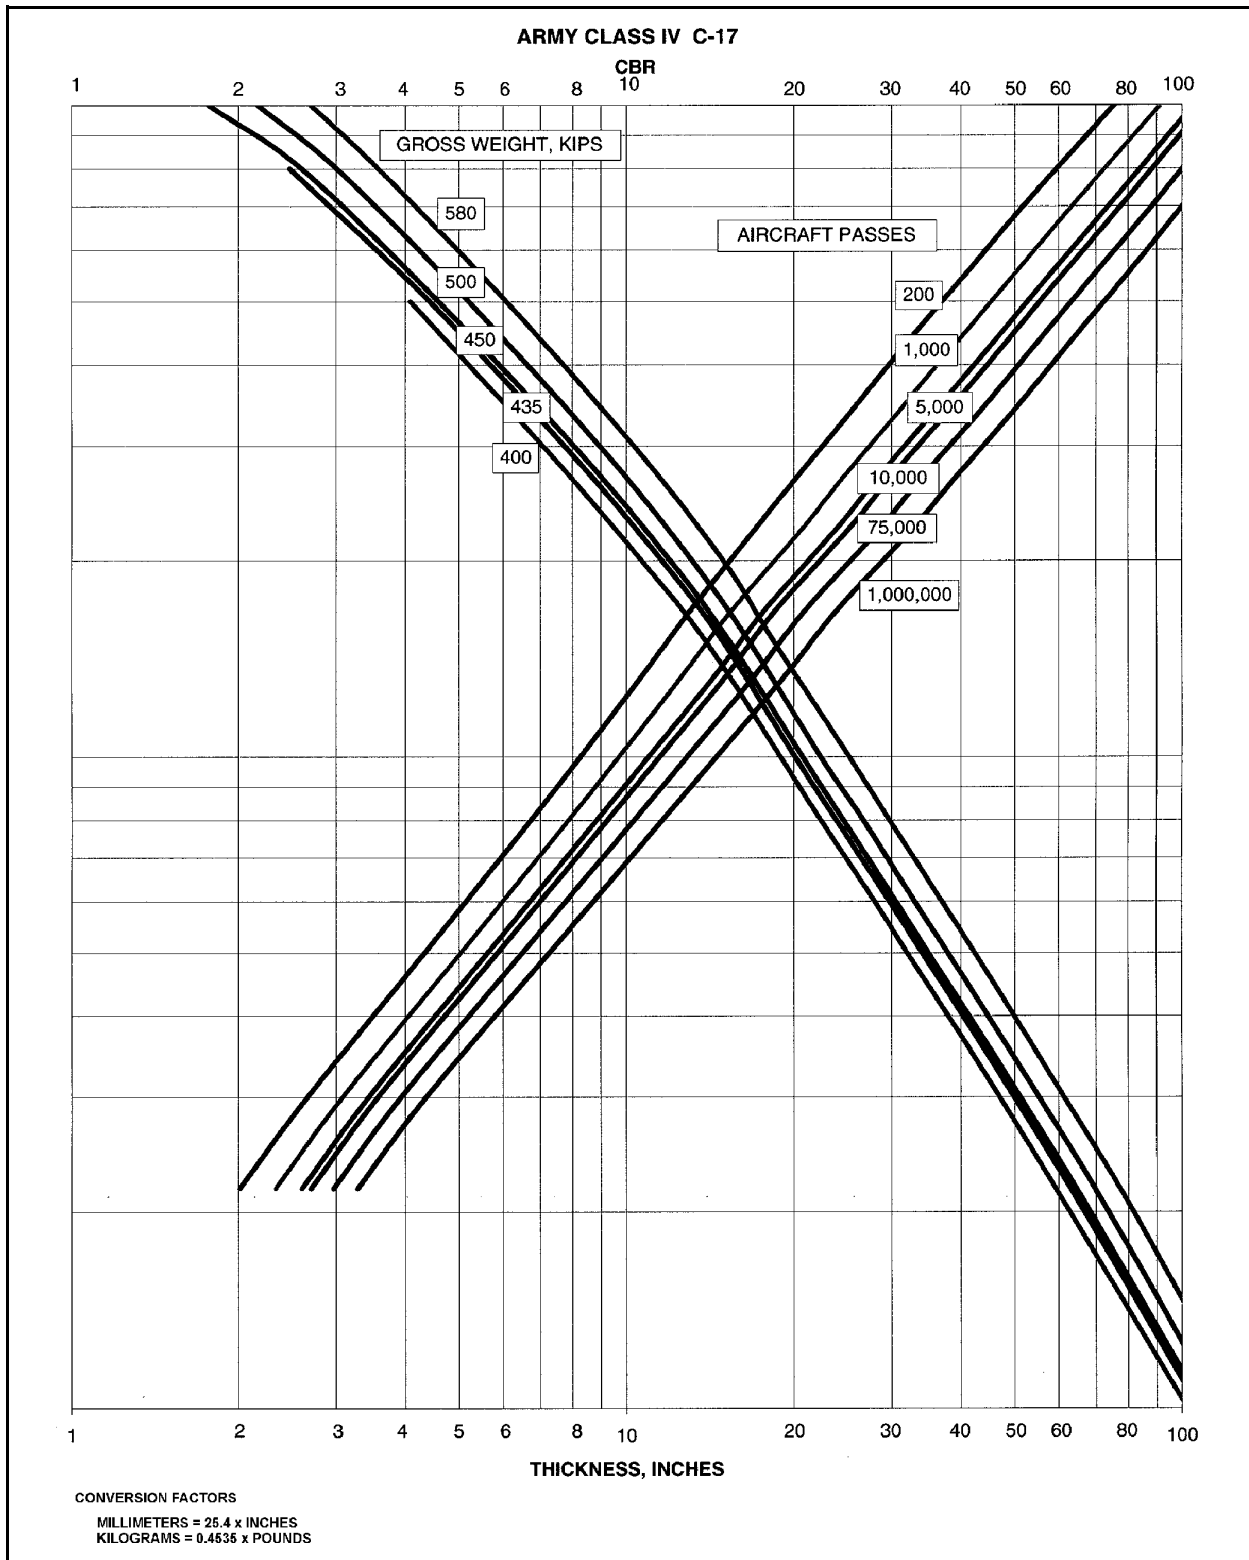 ARMY CLASS IV C-17
CBR
1 2 3 4 5 6 8 10 20 30 40 50 60 80 100
GROSS WEIGHT, KIPS
580
AIRCRAFT PASSES
500
200
450
1,000
435
5,000
400
10,000
75,000
1,000,000
1 2 3 4 5 6 8 10 20 30 40 50 60 80 100
THICKNESS, INCHES
CONVERSION FACTORS
MILLIMETERS = 25.4 x INCHES
KILOGRAMS = 0.4535 x POUNDS